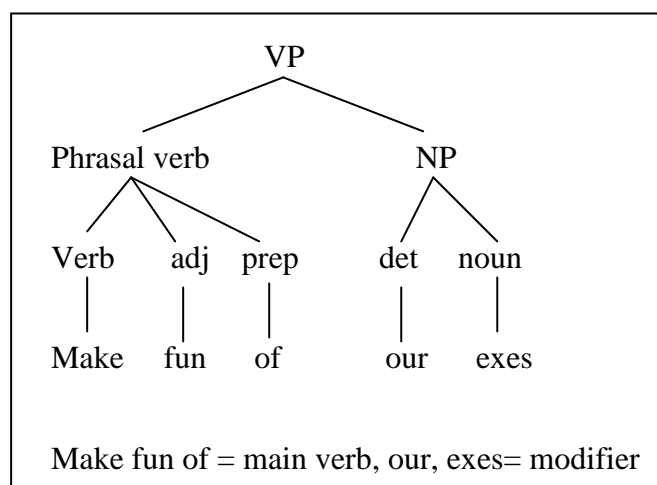 VP
Phrasal verb NP
Verb adj prep det noun
Make fun of our exes
Make fun of = main verb, our, exes= modifier